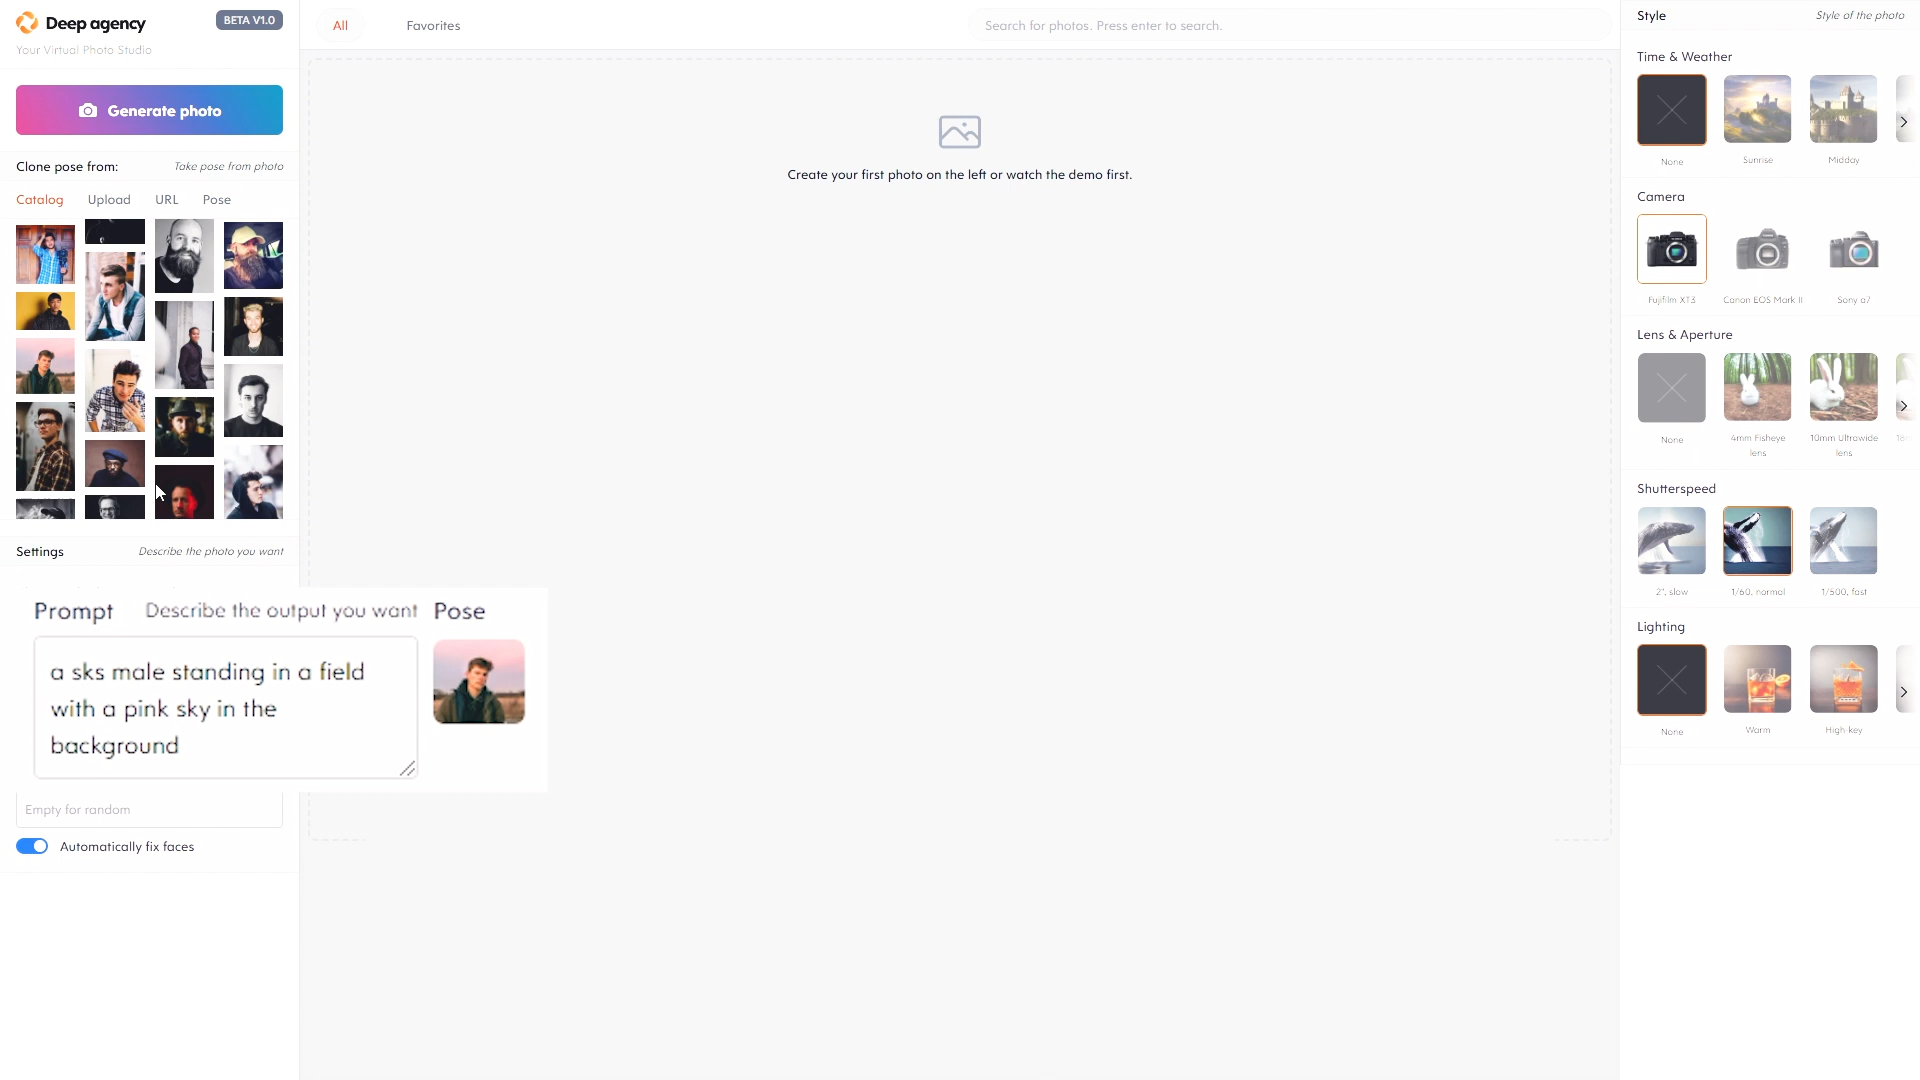 Deep agency
BETA V1.0
Your Virtual Photo Studio
Generate photo
Clone pose from:
Take pose from photo
Catalog
Upload
URL
Pose
Settings
Describe the photo you want
Prompt
Describe the output you want
Pose
a sks male standing in a field
with a pink sky in the
background
Empty for random
Automatically fix faces
All
Favorites
Search for photos. Press enter to search.
Create your first photo on the left or watch the demo first.
Style
Style of the photo
Time & Weather
None
Sunrise
Midday
Camera
Fujifilm XT3
Canon EOS Mark II
Sony a7
Lens & Aperture
None
4mm Fisheye
lens
10mm Ultrawide
lens
Shutterspeed
2", slow
1/60, normal
1/500, fast
Lighting
None
Warm
High-key